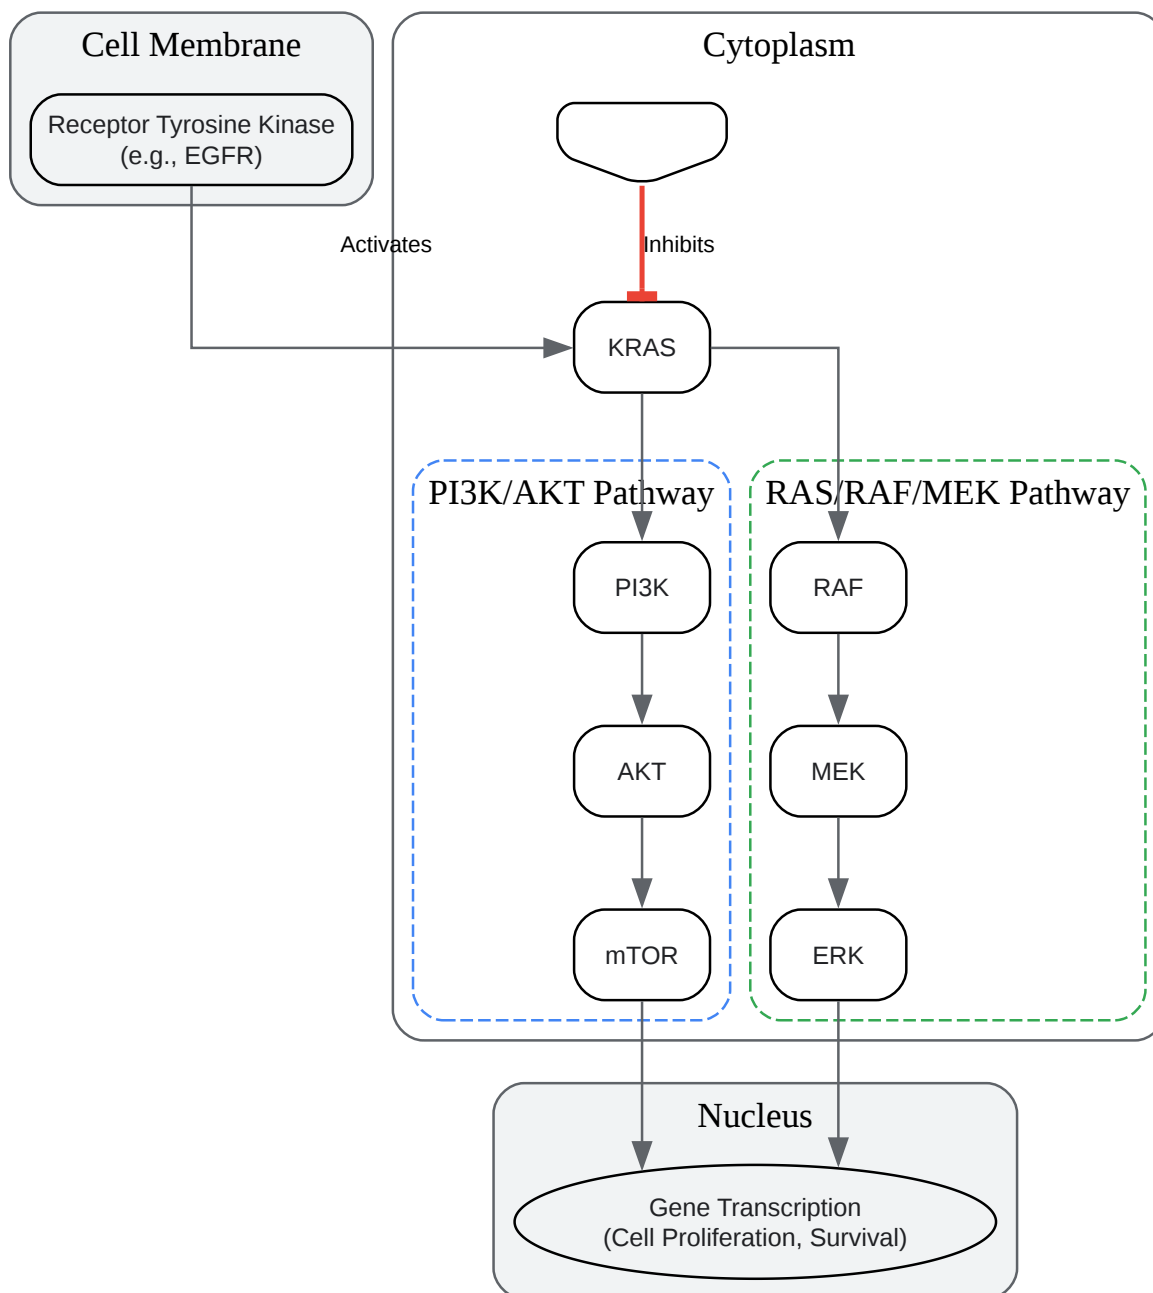 Cell Membrane
Cytoplasm
Receptor Tyrosine Kinase
(e.g., EGFR)
Activates
Inhibits
KRAS
PI3K/AKT Pathway
RAS/RAF/MEK Pathway
PI3K
RAF
AKT
MEK
mTOR
ERK
Nucleus
Gene Transcription
(Cell Proliferation, Survival)